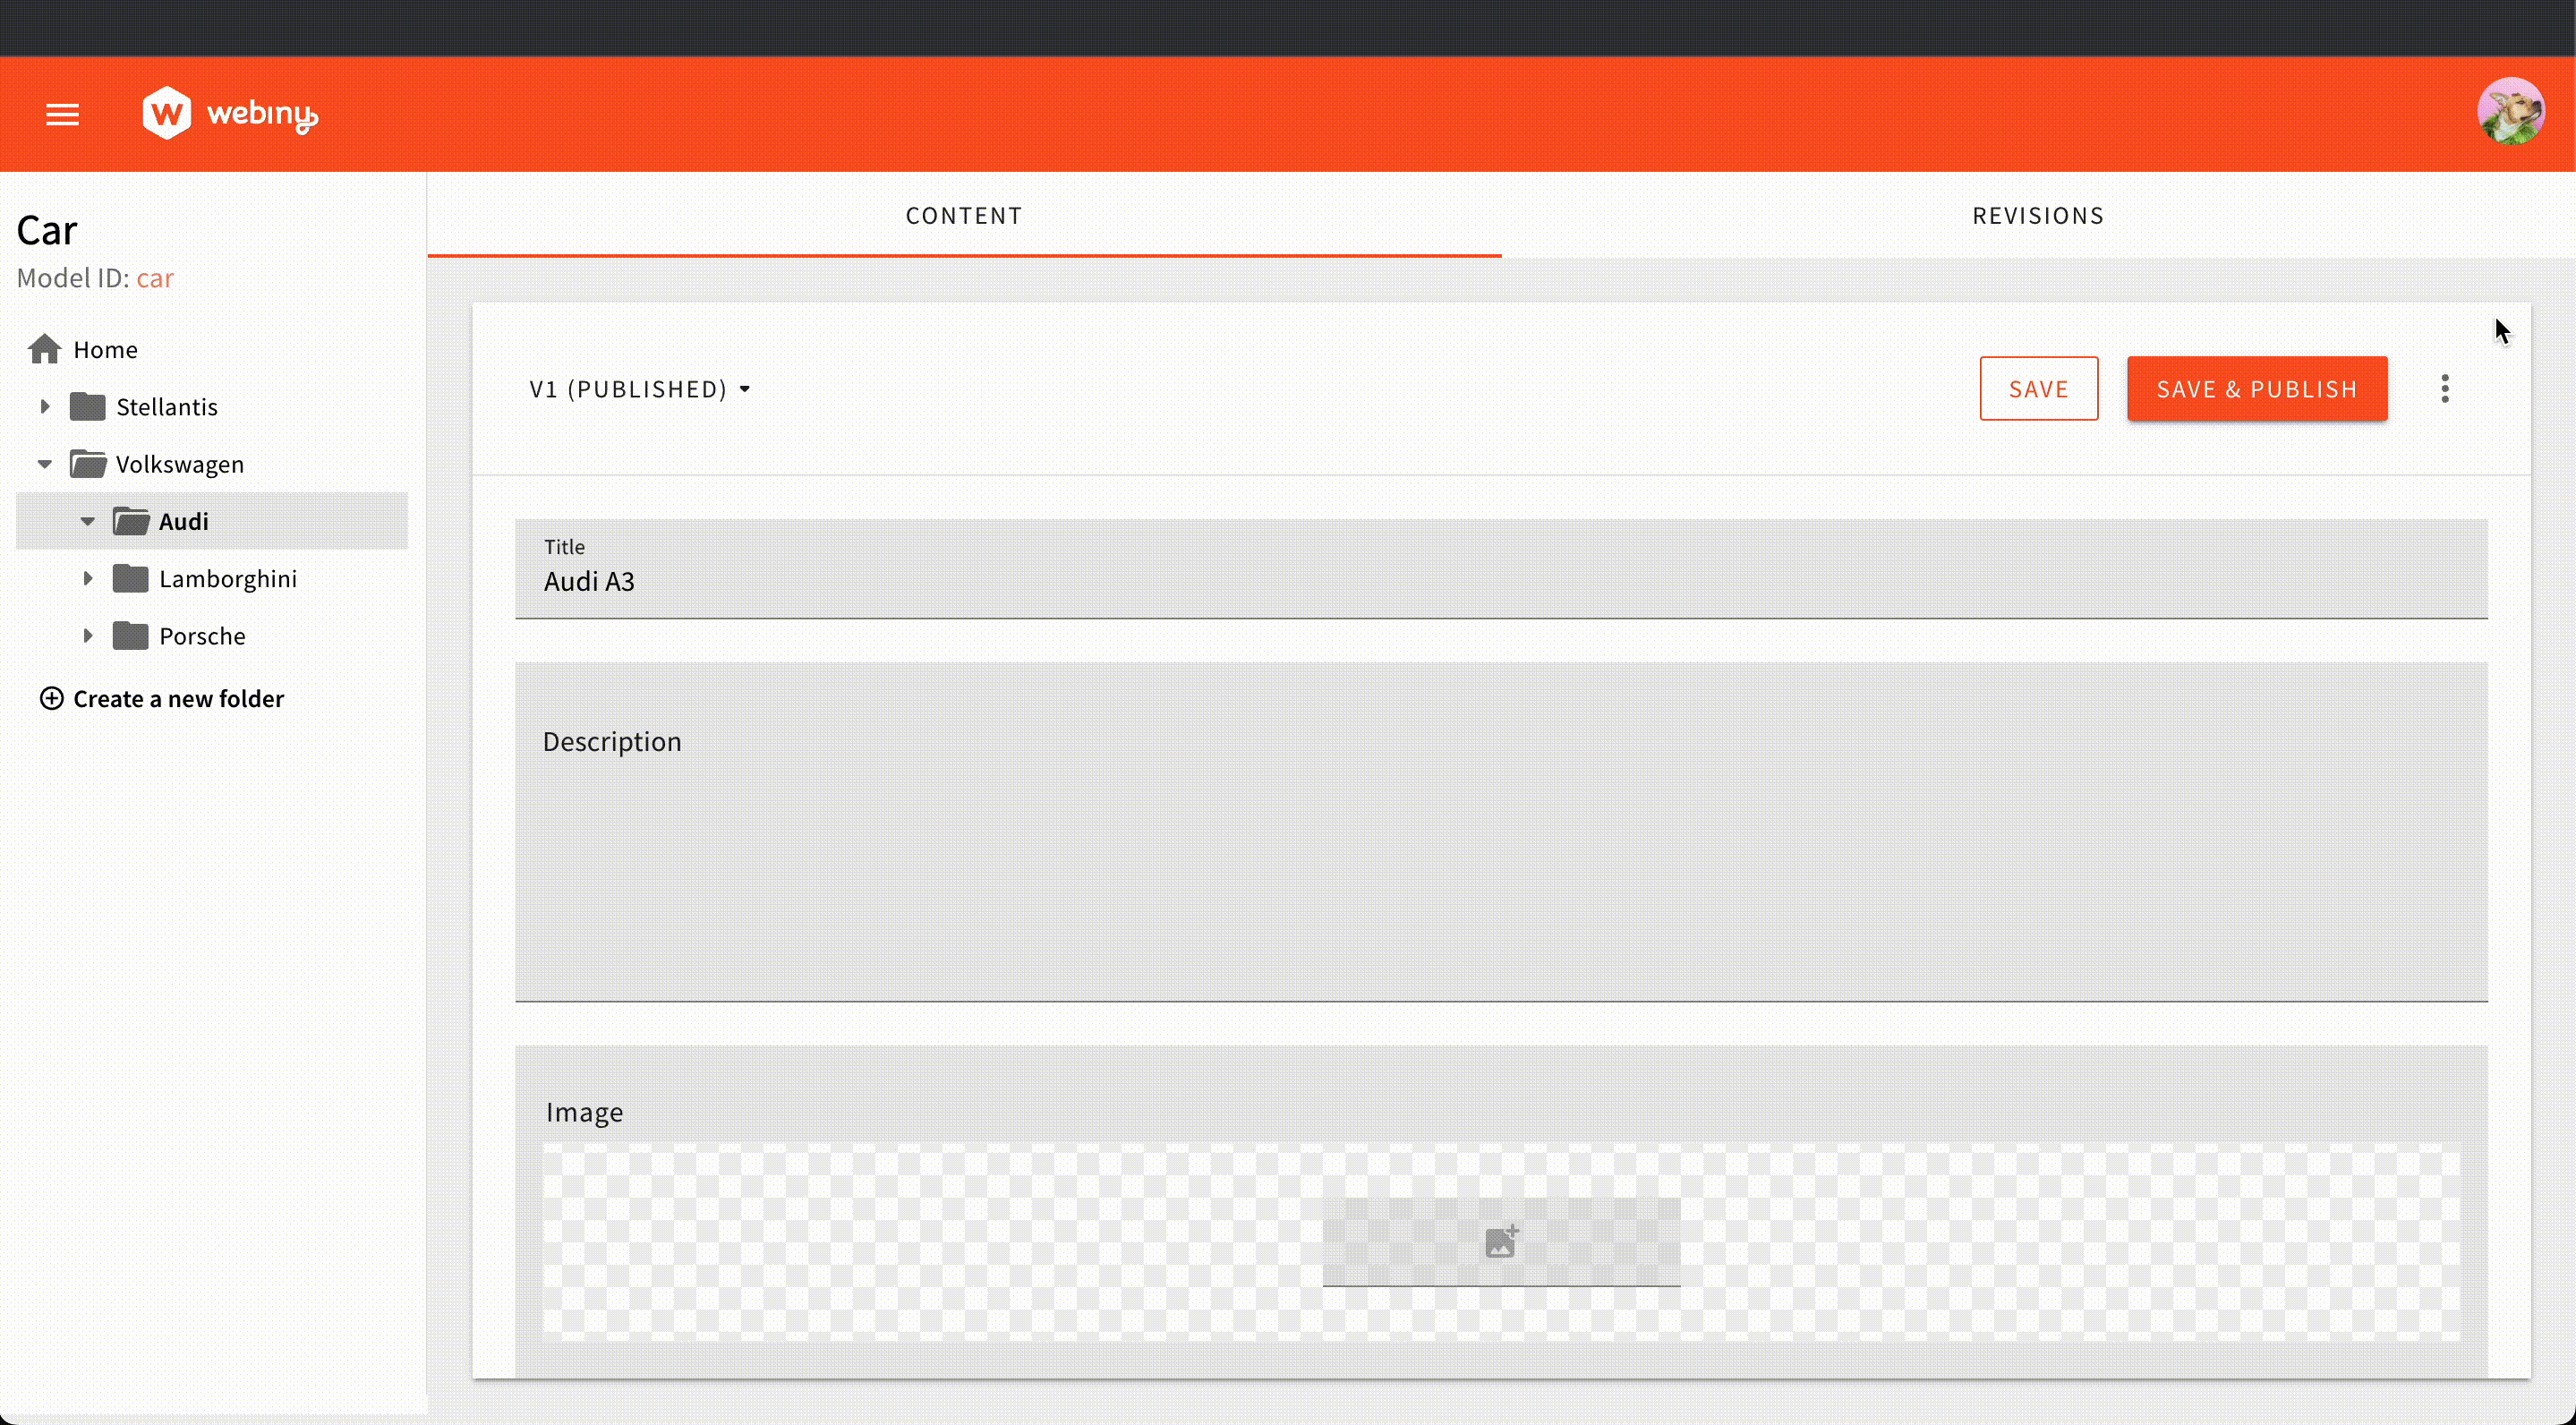 webiny
Car
Model ID: car
Home
Stellantis
Volkswagen
Audi
Lamborghini
Porsche
Create a new folder
CONTENT
REVISIONS
V1 (PUBLISHED)
SAVE
SAVE & PUBLISH
Title
Audi A3
Description
Image